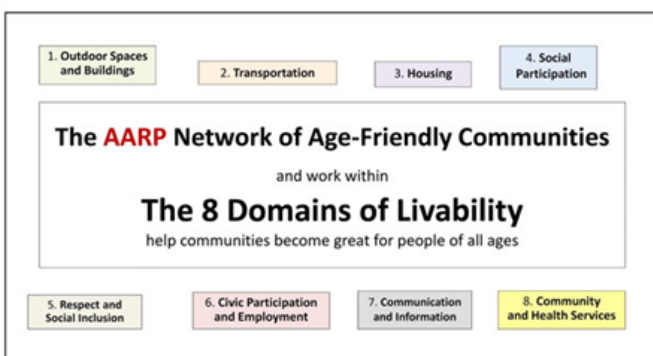 1. Outdoor Spaces
and Buildings
2. Transportation
3. Housing
4. Social
Participation
The AARP Network of Age-Friendly Communities
and work within
The 8 Domains of Livability
help communities become great for people of all ages
5. Respect and
Social Inclusion
6. Civic Participation
and Employment
7. Communication
and Information
8. Community
and Health Services